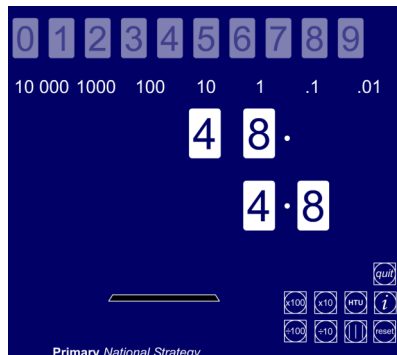 0 1 2 3 4 5 6 7 8 9
10 000 1000 100 10 1 .1 .01
4 8 .
4 . 8
quit
x100 x10 HTU i
÷100 ÷10 reset
Primary National Strategy